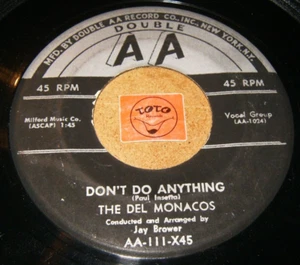 MFD. BY DOUBLE AA RECORD CO., INC.-NEW YORK, N.Y.
DOUBLE
AA
45 RPM
45 RPM
Milford Music Co.
(ASCAP) 1:45
Vocal Group
(AA-1024)
TOTO
DON'T DO ANYTHING
(Paul Insetta)
THE DEL MONACOS
Conducted and Arranged by
Jay Brower
AA-111-X45